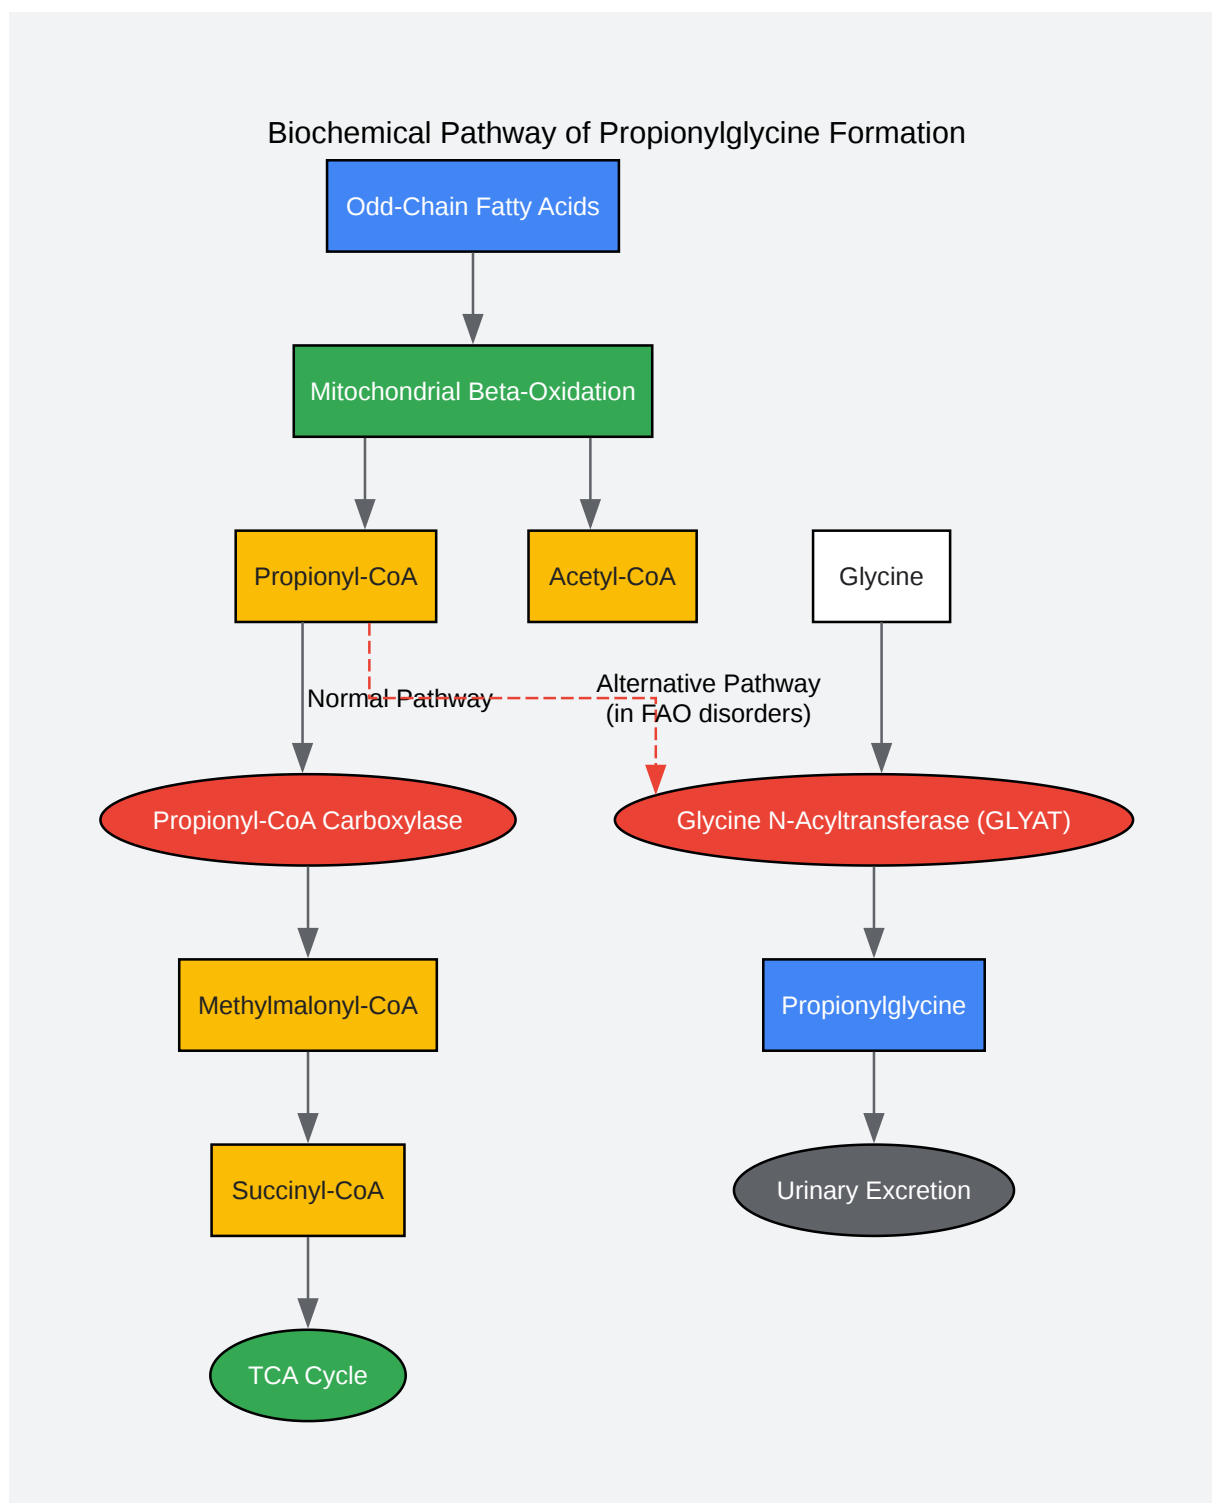 Biochemical Pathway of Propionylglycine Formation
Odd-Chain Fatty Acids
Mitochondrial Beta-Oxidation
Propionyl-CoA
Acetyl-CoA
Glycine
Normal Pathway
Alternative Pathway
(in FAO disorders)
Propionyl-CoA Carboxylase
Glycine N-Acyltransferase (GLYAT)
Methylmalonyl-CoA
Propionylglycine
Succinyl-CoA
Urinary Excretion
TCA Cycle